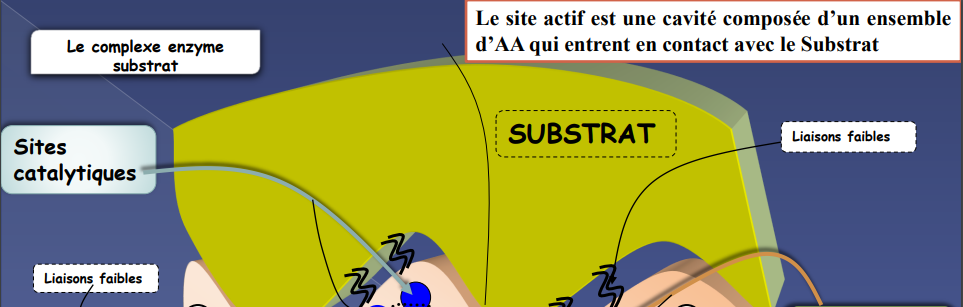 Le site actif est une cavité composée d'un ensemble
d'AA qui entrent en contact avec le Substrat
Le complexe enzyme
substrat
SUBSTRAT
Liaisons faibles
Sites
catalytiques
Liaisons faibles